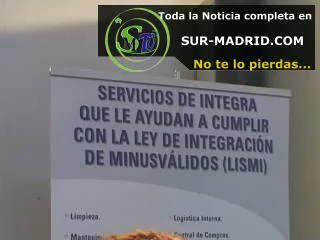 Toda la Noticia completa en
SUR-MADRID.COM
No te lo pierdas...
SERVICIOS DE INTEGRA
QUE LE AYUDAN A CUMPLIR
CON LA LEY DE INTEGRACIÓN
DE MINUSVÁLIDOS (LISMI)
Limpieza.
Logística Interna.
Central de Compras.